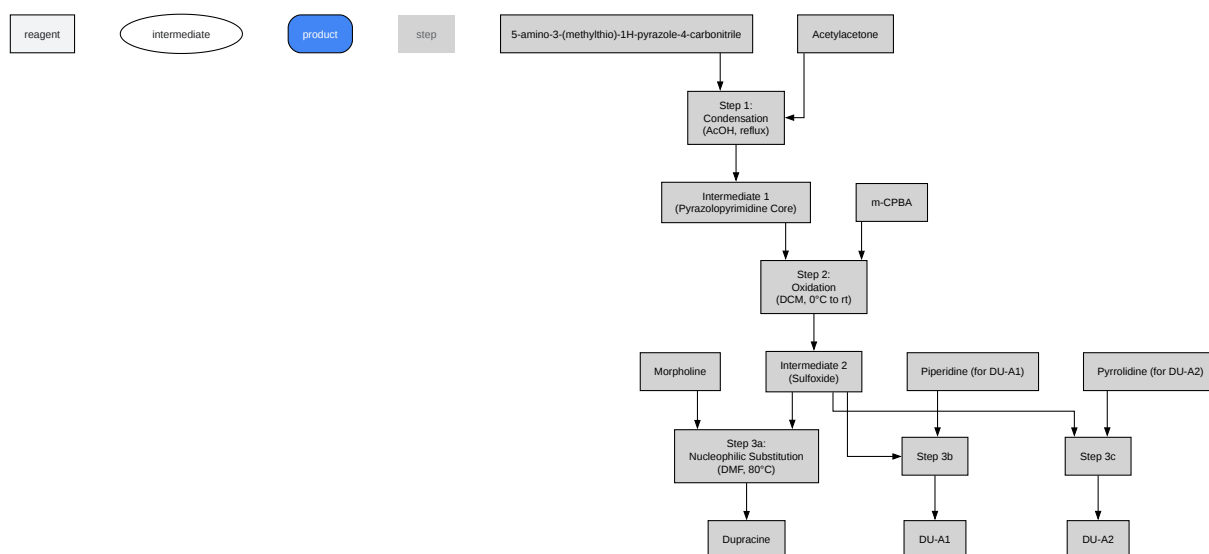 reagent
intermediate
product
step
5-amino-3-(methylthio)-1H-pyrazole-4-carbonitrile
Acetylacetone
Step 1:
Condensation
(AcOH, reflux)
Intermediate 1
(Pyrazolopyrimidine Core)
m-CPBA
Step 2:
Oxidation
(DCM, 0°C to rt)
Morpholine
Intermediate 2
(Sulfoxide)
Piperidine (for DU-A1)
Pyrrolidine (for DU-A2)
Step 3a:
Nucleophilic Substitution
(DMF, 80°C)
Step 3b
Step 3c
Dupracine
DU-A1
DU-A2